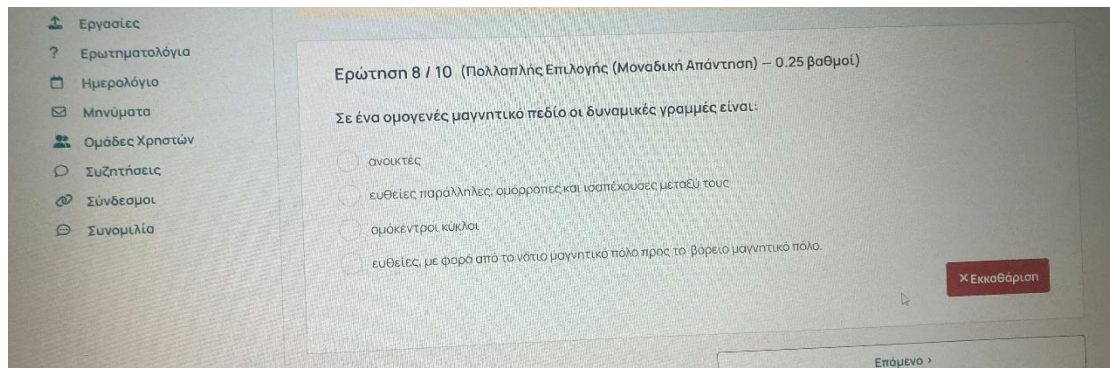 Εργασίες
Ερωτηματολόγια
Ημερολόγιο
Μηνύματα
Ομάδες Χρηστών
Συζητήσεις
Σύνδεσμοι
Συνομιλία
Ερώτηση 8 / 10 (Πολλαπλής Επιλογής (Μοναδική Απάντηση) — 0.25 βαθμοί)
Σε ένα ομογενές μαγνητικό πεδίο οι δυναμικές γραμμές είναι:
ανοικτές
ευθείες παράλληλες, ομόρροπες και ισαπέχουσες μεταξύ τους
ομόκεντροι κύκλοι
ευθείες, με φορά από το νότιο μαγνητικό πόλο προς το βόρειο μαγνητικό πόλο.
× Εκκαθάριση
Επόμενο ›